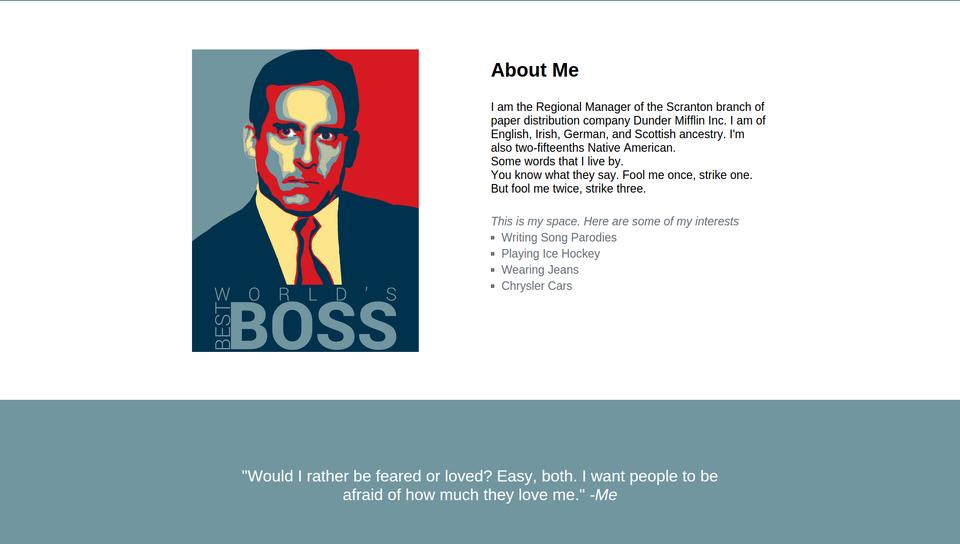 WORLD'S
BEST
BOSS
About Me
I am the Regional Manager of the Scranton branch of
paper distribution company Dunder Mifflin Inc. I am of
English, Irish, German, and Scottish ancestry. I'm
also two-fifteenths Native American.
Some words that I live by.
You know what they say. Fool me once, strike one.
But fool me twice, strike three.
This is my space. Here are some of my interests
Writing Song Parodies
Playing Ice Hockey
Wearing Jeans
Chrysler Cars
"Would I rather be feared or loved? Easy, both. I want people to be
afraid of how much they love me." -Me